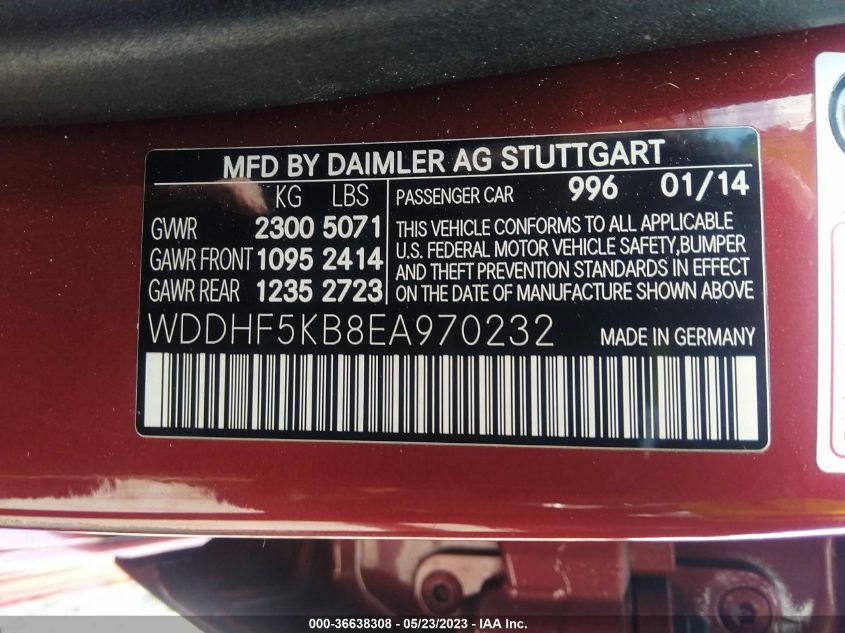 MFD BY DAIMLER AG STUTTGART
KG LBS
GVWR 2300 5071
GAWR FRONT 1095 2414
GAWR REAR 1235 2723
PASSENGER CAR 996 01/14
THIS VEHICLE CONFORMS TO ALL APPLICABLE
U.S. FEDERAL MOTOR VEHICLE SAFETY,BUMPER
AND THEFT PREVENTION STANDARDS IN EFFECT
ON THE DATE OF MANUFACTURE SHOWN ABOVE
WDDHF5KB8EA970232 MADE IN GERMANY
000-36638308 - 05/23/2023 - IAA Inc.